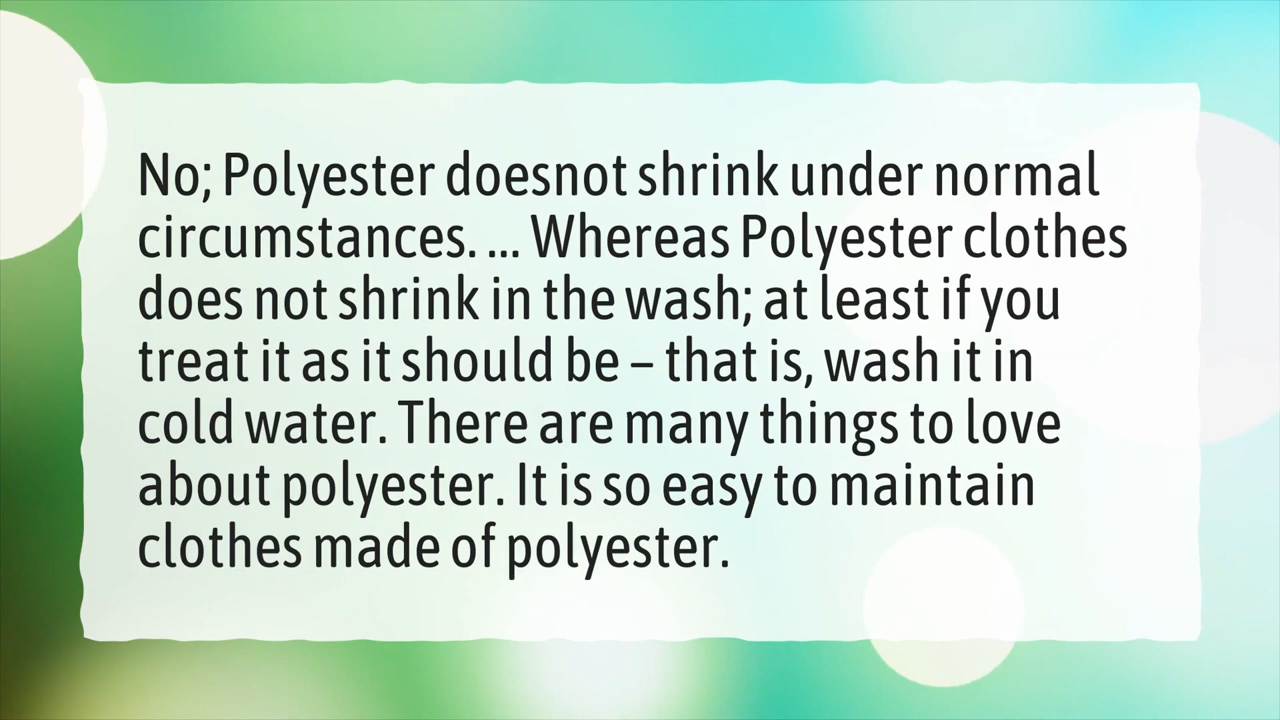 No; Polyester doesnot shrink under normal
circumstances. ... Whereas Polyester clothes
does not shrink in the wash; at least if you
treat it as it should be – that is, wash it in
cold water. There are many things to love
about polyester. It is so easy to maintain
clothes made of polyester.